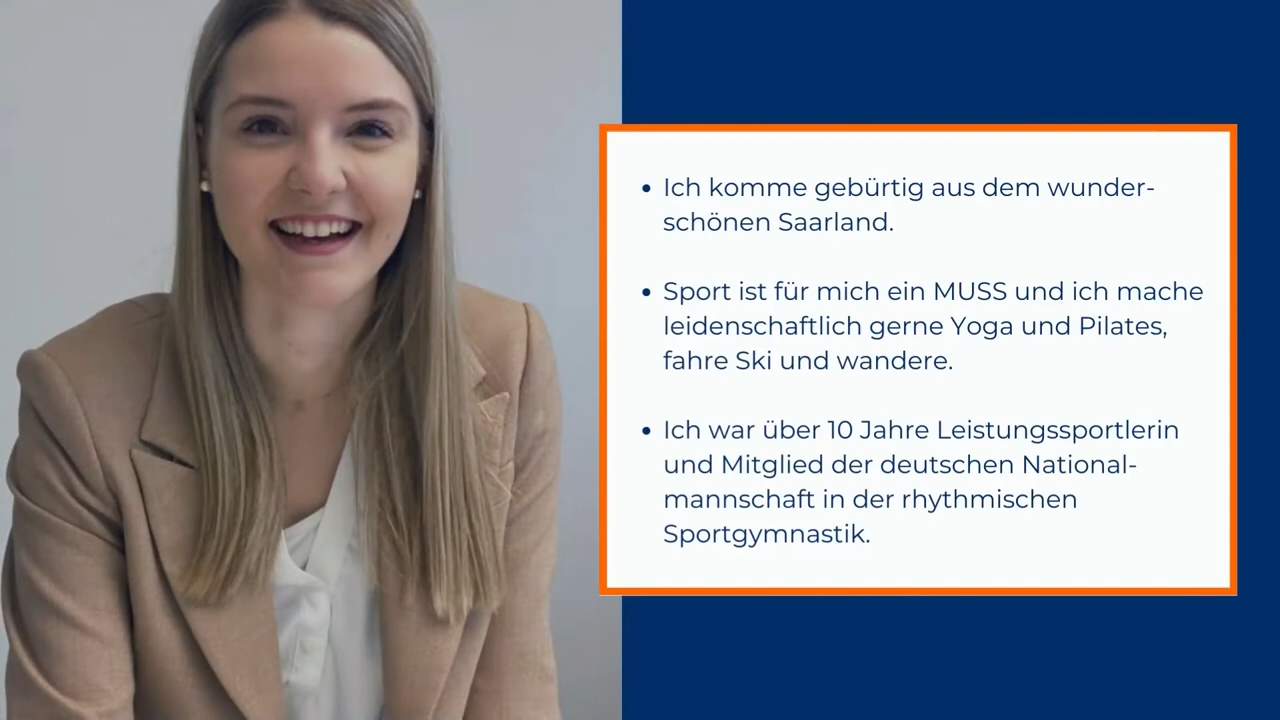 • Ich komme gebürtig aus dem wunder-
schönen Saarland.
• Sport ist für mich ein MUSS und ich mache
leidenschaftlich gerne Yoga und Pilates,
fahre Ski und wandere.
• Ich war über 10 Jahre Leistungssportlerin
und Mitglied der deutschen National-
mannschaft in der rhythmischen
Sportgymnastik.